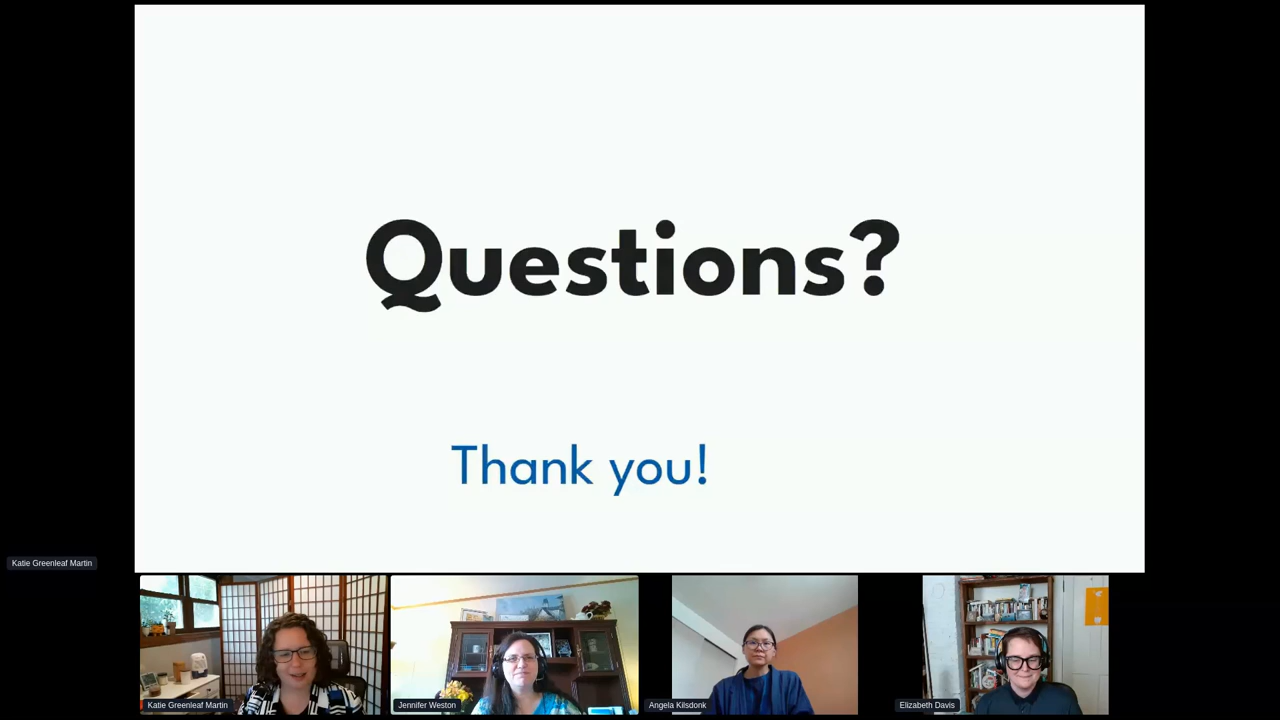 Questions?
Thank you!
Katie Greenleaf Martin
Katie Greenleaf Martin
Jennifer Weston
Angela Kilsdonk
Elizabeth Davis